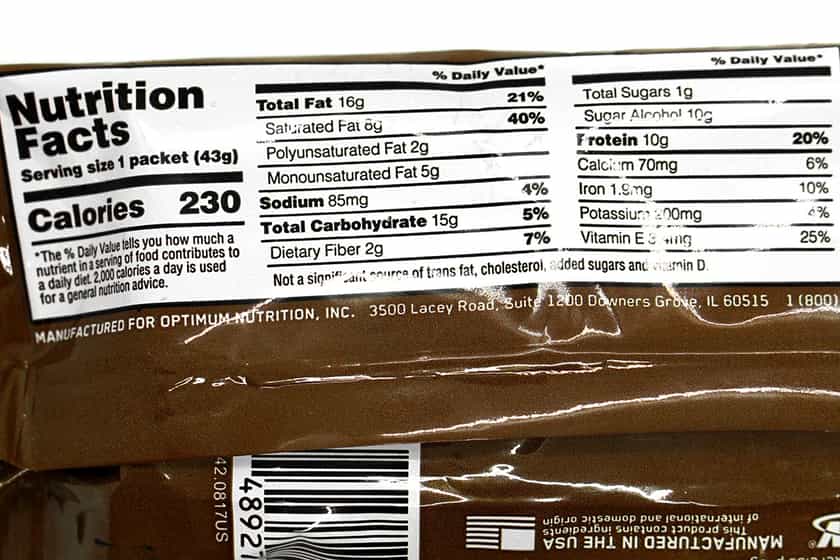 Nutrition
Facts
Serving size 1 packet (43g)
Calories 230
*The % Daily Value tells you how much a
nutrient in a serving of food contributes to
a daily diet. 2,000 calories a day is used
for a general nutrition advice.
% Daily Value*
Total Fat 16g 21%
Saturated Fat 8g 40%
Polyunsaturated Fat 2g
Monounsaturated Fat 5g
Sodium 85mg 4%
Total Carbohydrate 15g 5%
Dietary Fiber 2g 7%
% Daily Value*
Total Sugars 1g
Sugar Alcohol 10g
Protein 10g 20%
Calcium 70mg 6%
Iron 1.9mg 10%
Potassium
Vitamin E 25%
Not a significant source of trans fat, cholesterol, added sugars and vitamin D.
MANUFACTURED FOR OPTIMUM NUTRITION, INC. 3500 Lacey Road, Suite 1200 Downers Grove, IL 60515 1 (800)
42.0817US
4892
MANUFACTURED IN THE USA
This product is produced using
international and domestic origin